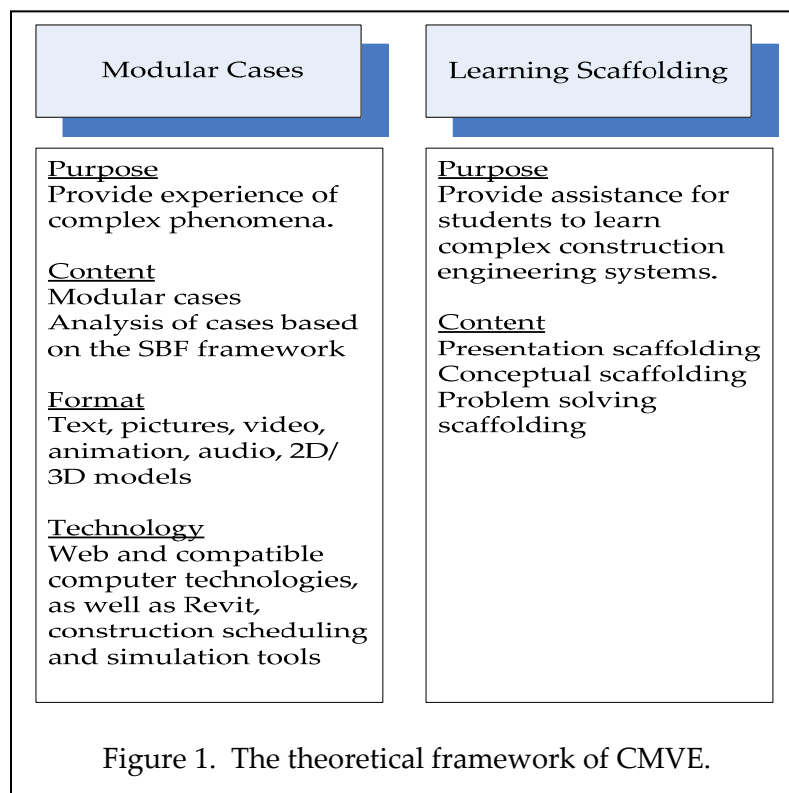 Modular Cases
Purpose
Provide experience of
complex phenomena.
Content
Modular cases
Analysis of cases based
on the SBF framework
Format
Text, pictures, video,
animation, audio, 2D/
3D models
Technology
Web and compatible
computer technologies,
as well as Revit,
construction scheduling
and simulation tools
Learning Scaffolding
Purpose
Provide assistance for
students to learn
complex construction
engineering systems.
Content
Presentation scaffolding
Conceptual scaffolding
Problem solving
scaffolding
Figure 1.  The theoretical framework of CMVE.